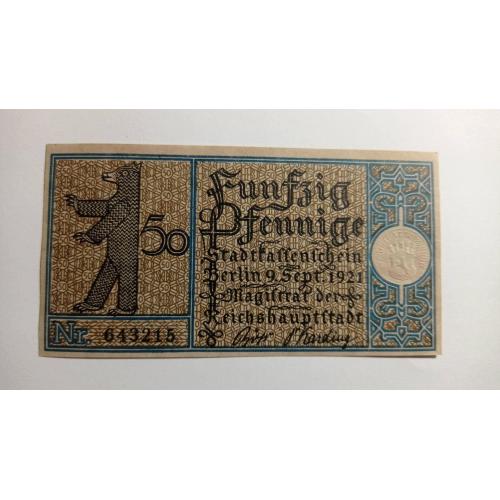 50
Funfzig
Pfennige
Stadtkassenschein
Berlin 9. Sept. 1921
Magistrat der
Reichshauptstadt
Nr. 643215